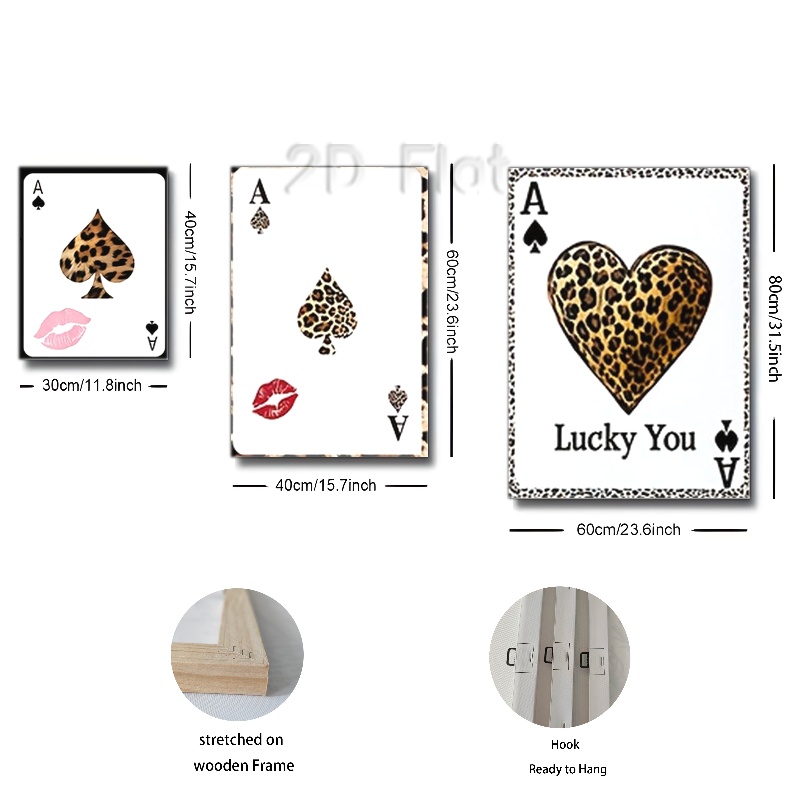 2D Flat
A
A
40cm/15.7inch
30cm/11.8inch
A
A
60cm/23.6inch
40cm/15.7inch
A
Lucky You
A
80cm/31.5inch
60cm/23.6inch
stretched on
wooden Frame
Hook
Ready to Hang